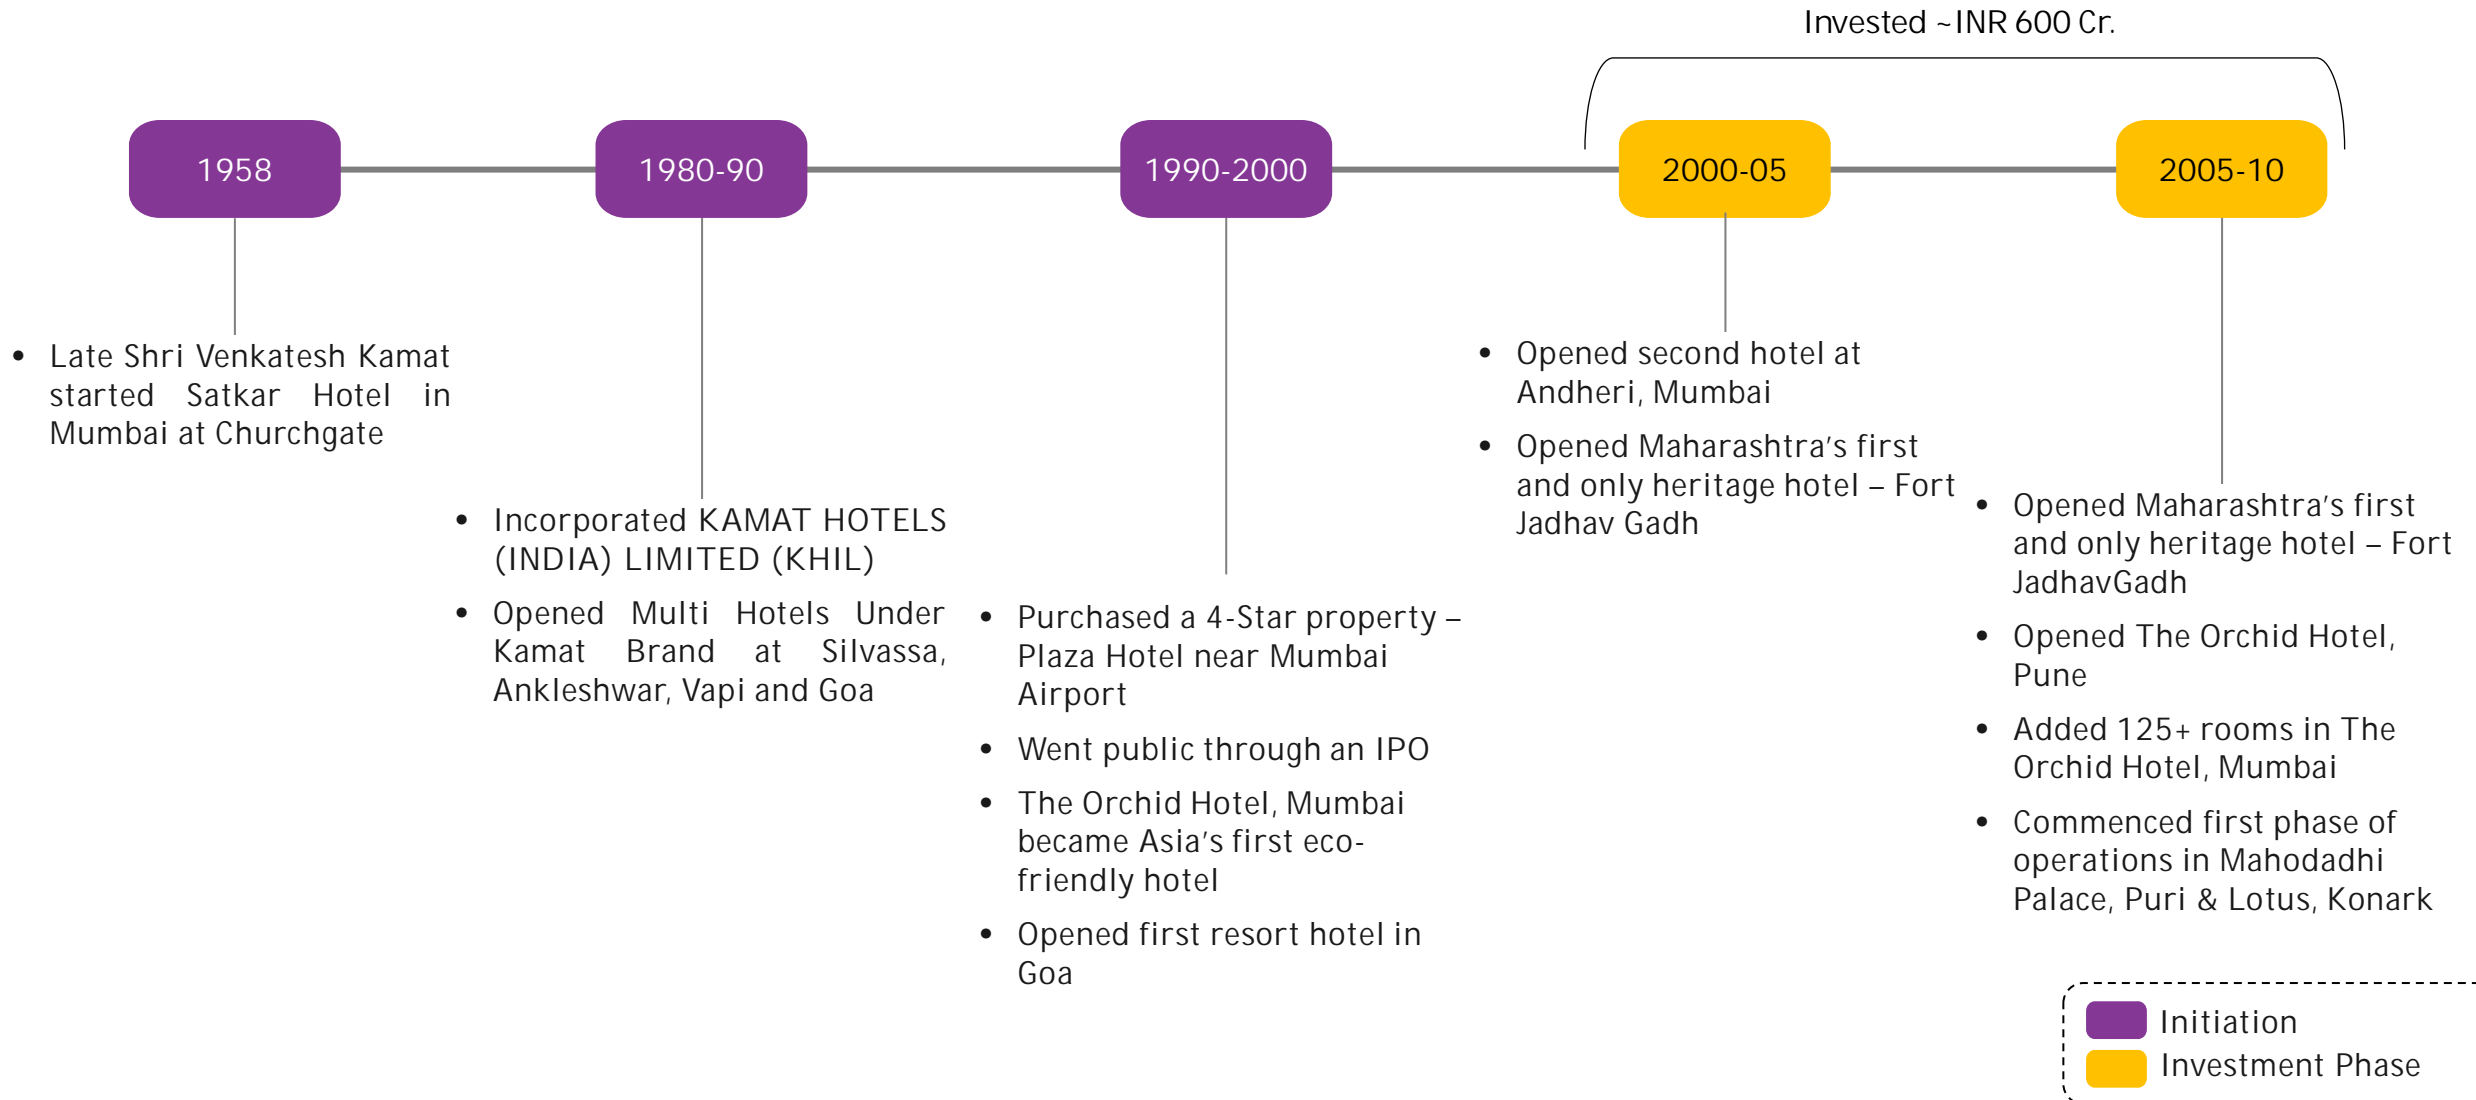 Invested ~INR 600 Cr.
1958
1980-90
1990-2000
2000-05
2005-10
• Late Shri Venkatesh Kamat
started Satkar Hotel in
Mumbai at Churchgate
• Incorporated KAMAT HOTELS
(INDIA) LIMITED (KHIL)
• Opened Multi Hotels Under
Kamat Brand at Silvassa,
Ankleshwar, Vapi and Goa
• Purchased a 4-Star property –
Plaza Hotel near Mumbai
Airport
• Went public through an IPO
• The Orchid Hotel, Mumbai
became Asia’s first eco-
friendly hotel
• Opened first resort hotel in
Goa
• Opened second hotel at
Andheri, Mumbai
• Opened Maharashtra’s first
and only heritage hotel – Fort
Jadhav Gadh
• Opened Maharashtra’s first
and only heritage hotel – Fort
JadhavGadh
• Opened The Orchid Hotel,
Pune
• Added 125+ rooms in The
Orchid Hotel, Mumbai
• Commenced first phase of
operations in Mahodadhi
Palace, Puri & Lotus, Konark
Initiation
Investment Phase